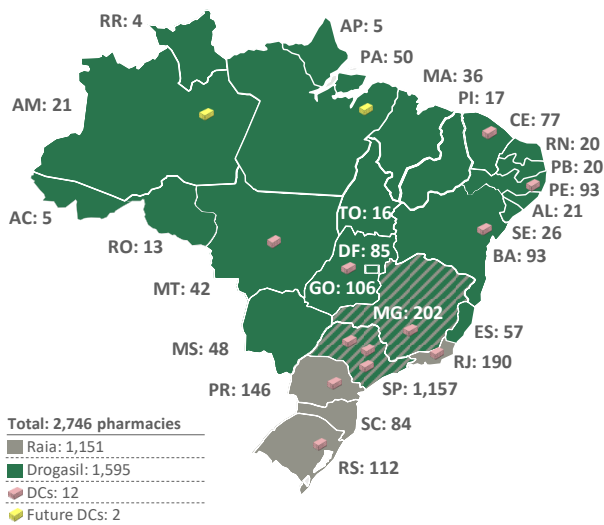 RR: 4
AP: 5
PA: 50
MA: 36
PI: 17
AM: 21
CE: 77
RN: 20
PB: 20
PE: 93
AL: 21
TO: 16
AC: 5
SE: 26
RO: 13
DF: 85
BA: 93
MT: 42
GO: 106
MG: 202
ES: 57
MS: 48
RJ: 190
PR: 146
SP: 1,157
SC: 84
RS: 112
Total: 2,746 pharmacies
Raia: 1,151
Drogasil: 1,595
DCs: 12
Future DCs: 2